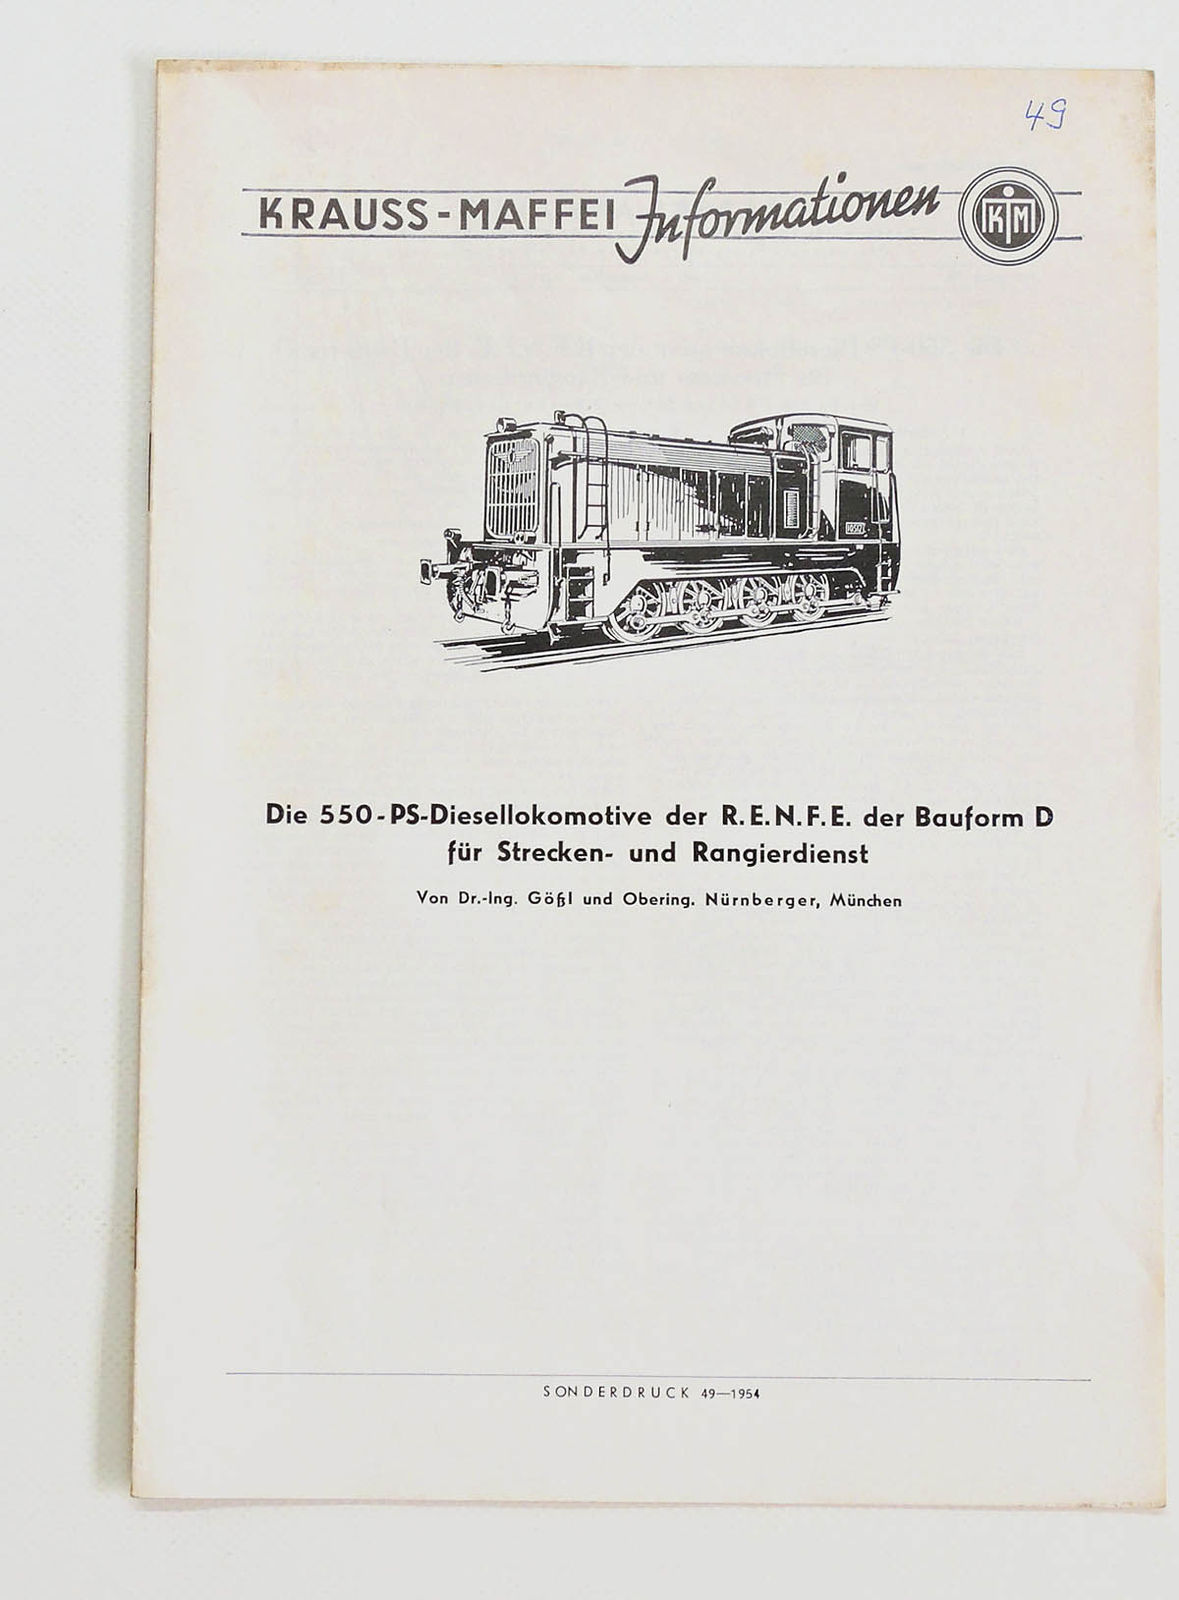 49
KRAUSS-MAFFEI Informationen KM
Die 550-PS-Diesellokomotive der R.E.N.F.E. der Bauform D
für Strecken- und Rangierdienst
Von Dr.-Ing. Gößl und Obering. Nürnberger, München
SONDERDRUCK 49—1954